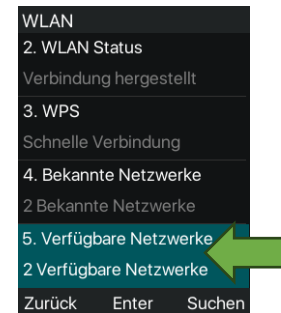 WLAN
2. WLAN Status
Verbindung hergestellt
3. WPS
Schnelle Verbindung
4. Bekannte Netzwerke
2 Bekannte Netzwerke
5. Verfügbare Netzwerke
2 Verfügbare Netzwerke
Zurück Enter Suchen